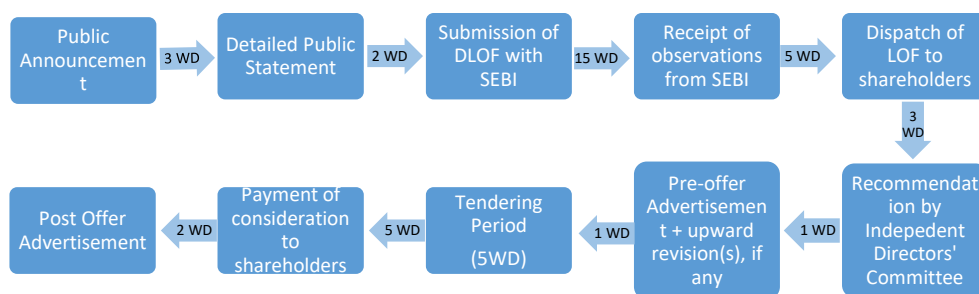 Public
Announcemen
t
3 WD
Detailed Public
Statement
2 WD
Submission of
DLOF with
SEBI
15 WD
Receipt of
observations
from SEBI
5 WD
Dispatch of
LOF to
shareholders
3
WD
Recommendat
ion by
Indepedent
Directors'
Committee
1 WD
Pre-offer
Advertisemen
t + upward
revision(s), if
any
1 WD
Tendering
Period
(5WD)
5 WD
Payment of
consideration
to
shareholders
2 WD
Post Offer
Advertisement